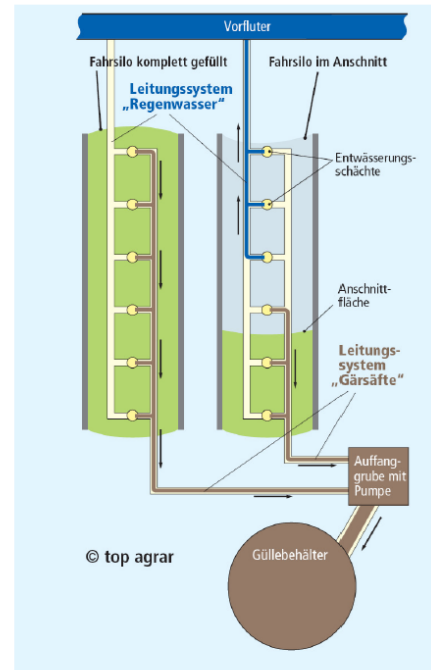 Vorfluter
Fahrsilo komplett gefüllt
Fahrsilo im Anschnitt
Leitungssystem
„Regenwasser“
Entwässerungs-
schächte
Anschnitt-
fläche
Leitungs-
system
„Gärsäfte“
Auffang-
grube mit
Pumpe
Güllebehälter
© top agrar